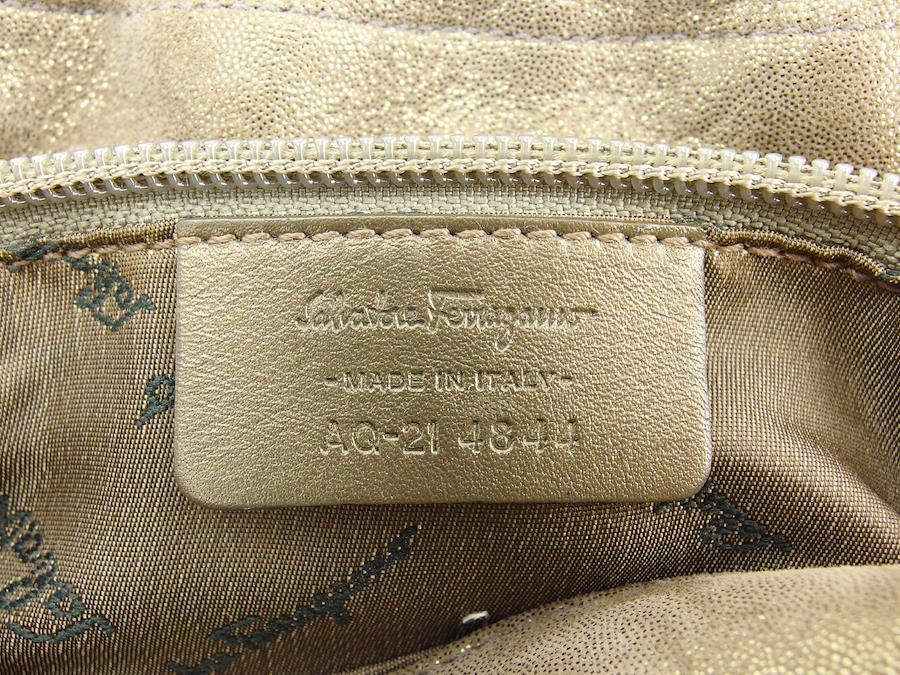 Salvatore Ferragamo
-MADE IN ITALY-
AQ-21 4844